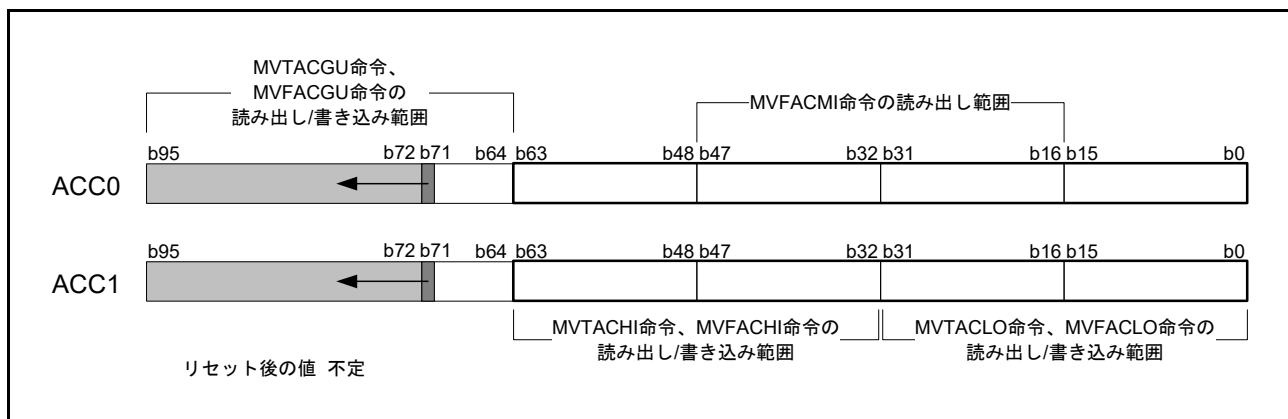 MVTACGU命令、
MVFACGU命令の
読み出し/書き込み範囲
MVFACMI命令の読み出し範囲
b95 b72 b71 b64 b63 b48 b47 b32 b31 b16 b15 b0
ACC0
b95 b72 b71 b64 b63 b48 b47 b32 b31 b16 b15 b0
ACC1
MVTACHI命令、MVFACHI命令の
読み出し/書き込み範囲
MVTACLO命令、MVFACLO命令の
読み出し/書き込み範囲
リセット後の値 不定